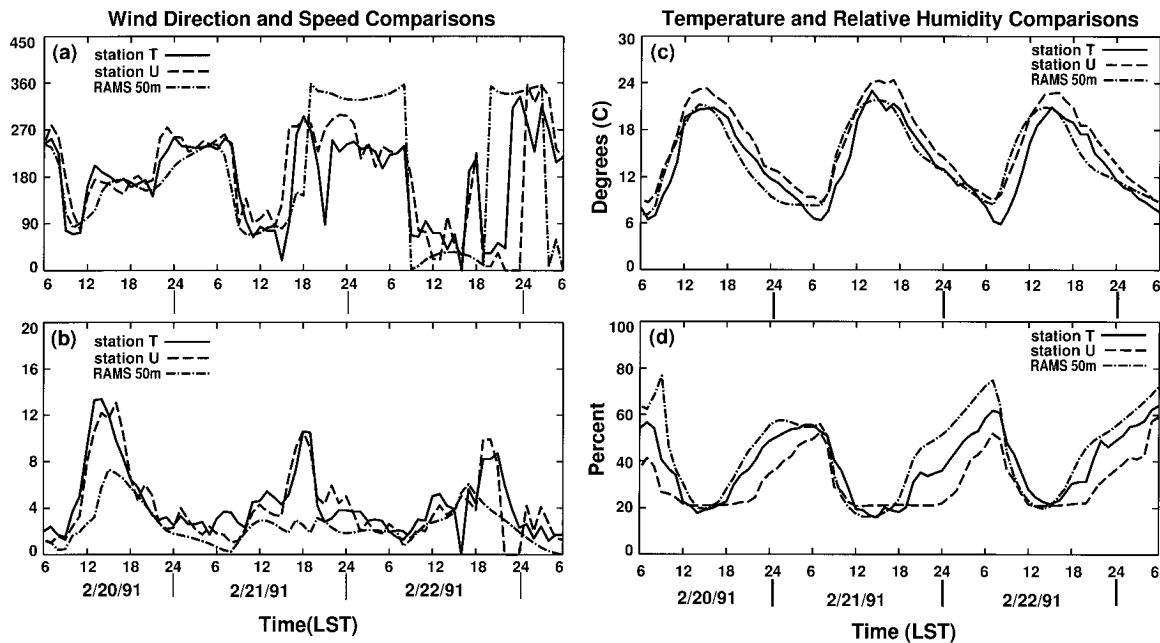 Wind Direction and Speed Comparisons
Temperature and Relative Humidity Comparisons
(a)
station T
station U
RAMS 50m
450
360
270
180
90
0
6 12 18 24 6 12 18 24 6 12 18 24 6
(c)
station T
station U
RAMS 50m
Degrees (C)
30
24
18
12
6
0
6 12 18 24 6 12 18 24 6 12 18 24 6
(b)
station T
station U
RAMS 50m
20
16
12
8
4
0
6 12 18 24 6 12 18 24 6 12 18 24 6
2/20/91 2/21/91 2/22/91
Time(LST)
(d)
station T
station U
RAMS 50m
Percent
100
80
60
40
20
0
6 12 18 24 6 12 18 24 6 12 18 24 6
2/20/91 2/21/91 2/22/91
Time (LST)